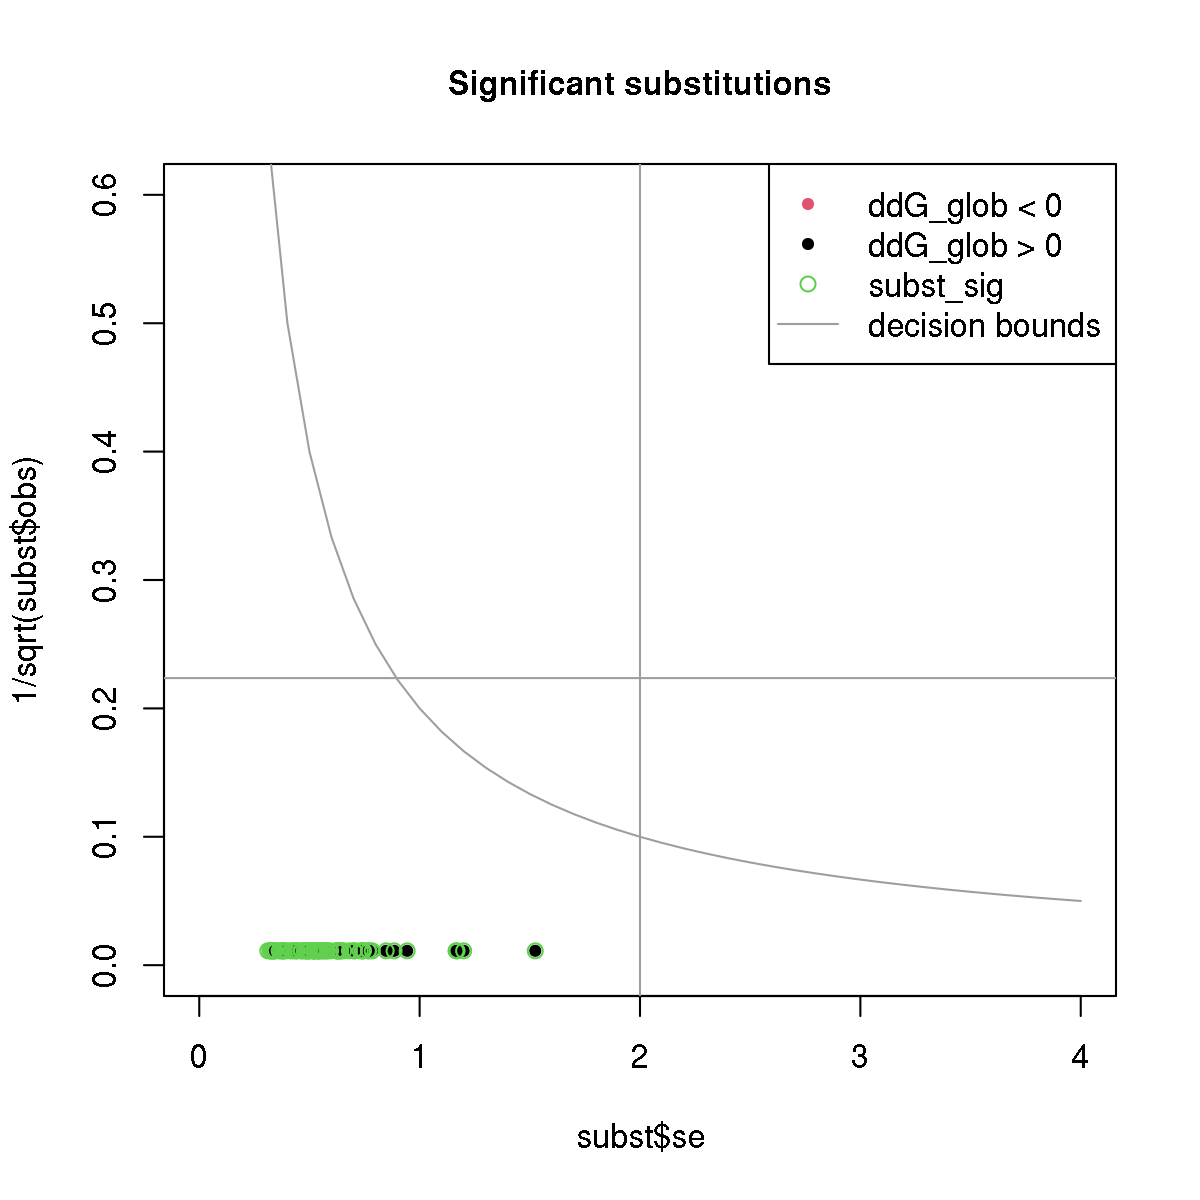 Significant substitutions
ddG_glob < 0
ddG_glob > 0
subst_sig
decision bounds
1/sqrt(subst$obs)
0.6
0.5
0.4
0.3
0.2
0.1
0.0
0
1
2
3
4
subst$se